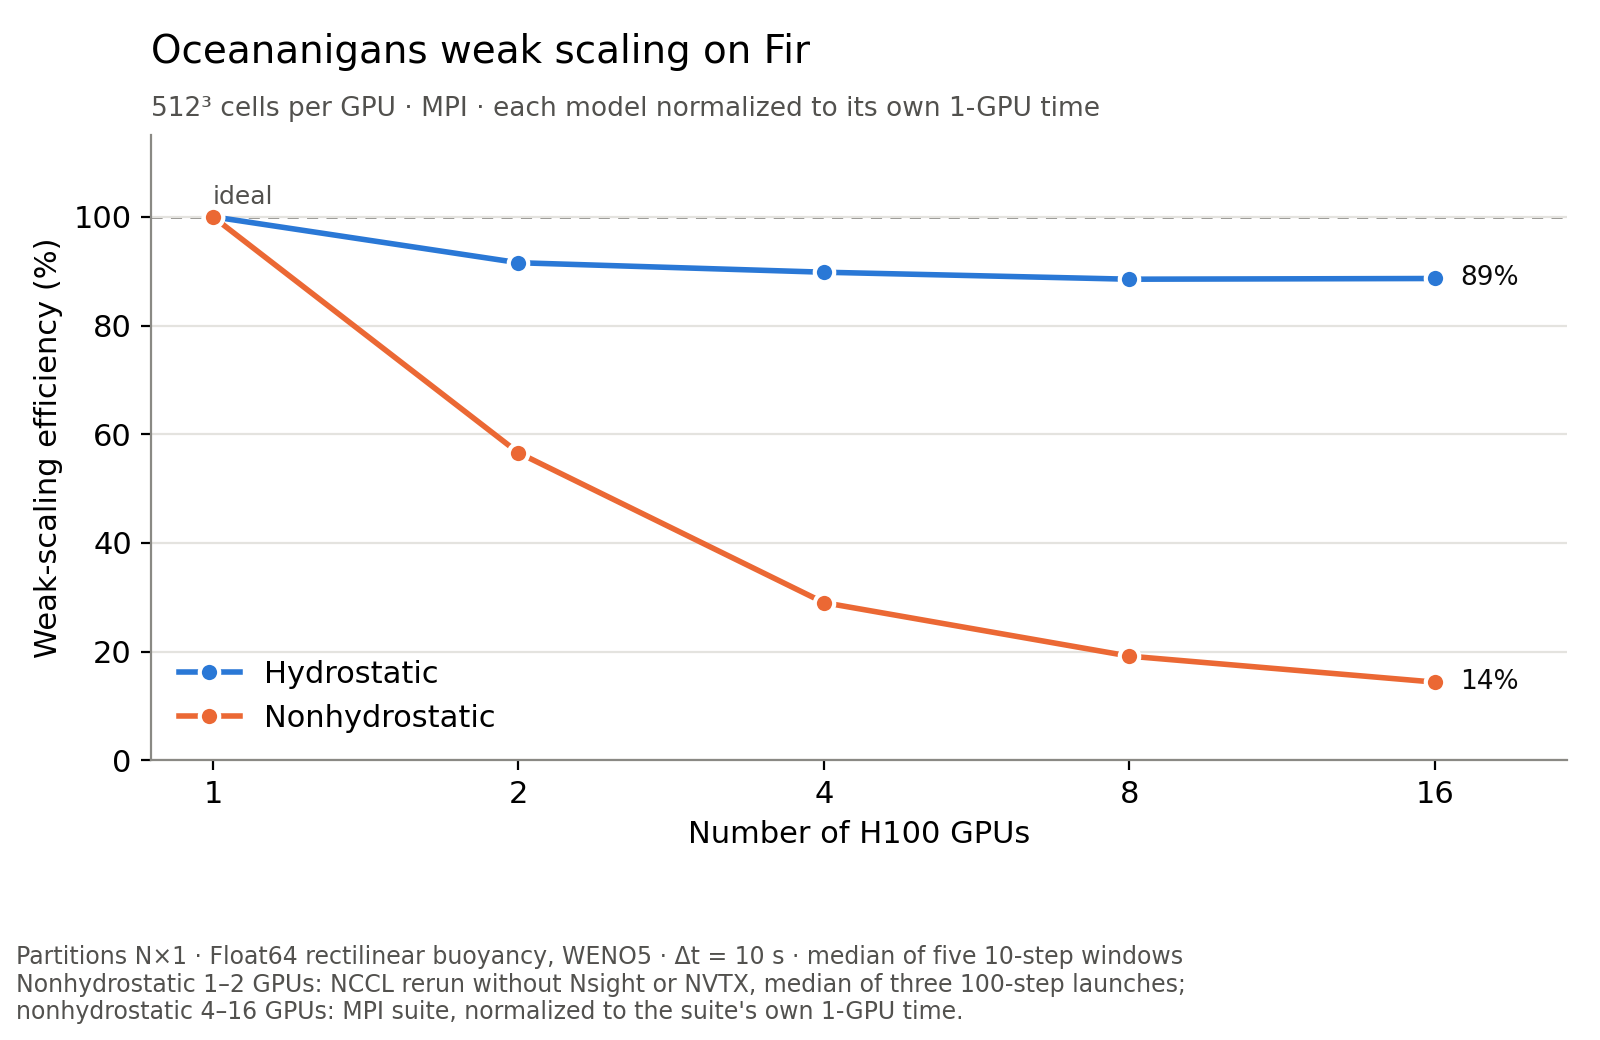 Oceananigans weak scaling on Fir
512³ cells per GPU · MPI · each model normalized to its own 1-GPU time
Weak-scaling efficiency (%)
ideal
100
80
60
40
20
0
89%
14%
Hydrostatic
Nonhydrostatic
1 2 4 8 16
Number of H100 GPUs
Partitions N×1 · Float64 rectilinear buoyancy, WENO5 · Δt = 10 s · median of five 10-step windows
Nonhydrostatic 1–2 GPUs: NCCL rerun without Nsight or NVTX, median of three 100-step launches;
nonhydrostatic 4–16 GPUs: MPI suite, normalized to the suite's own 1-GPU time.